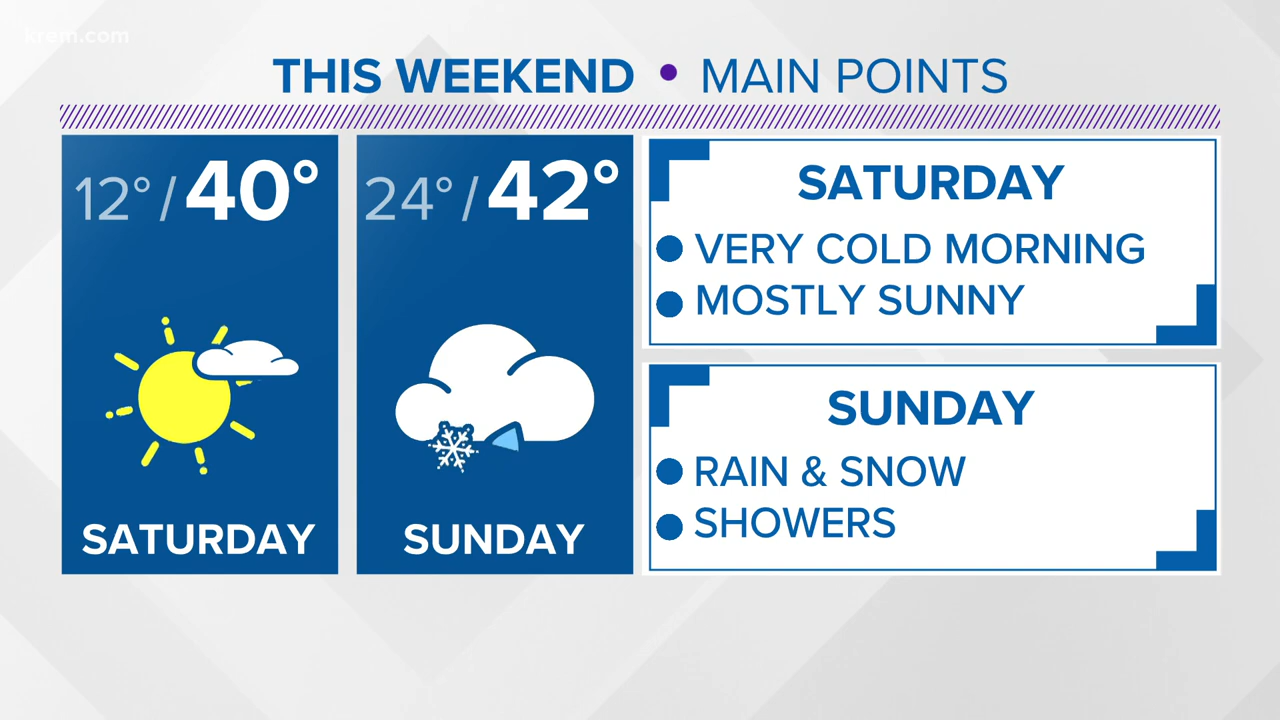 krem.com
THIS WEEKEND • MAIN POINTS
12° / 40°
SATURDAY
24° / 42°
SUNDAY
SATURDAY
● VERY COLD MORNING
● MOSTLY SUNNY
SUNDAY
● RAIN & SNOW
● SHOWERS